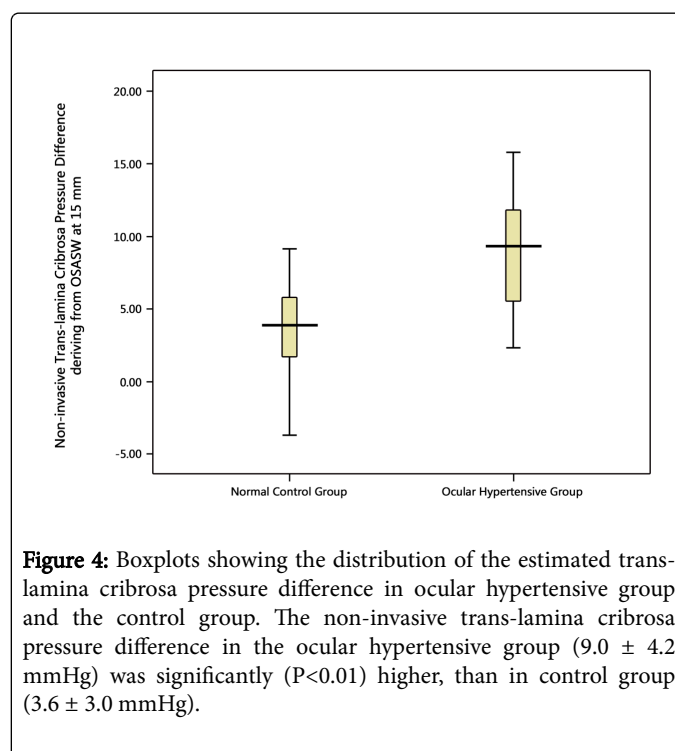 Non-invasive Trans-lamina Cribrosa Pressure Difference
deriving from OSASW at 15 mm
20.00
15.00
10.00
5.00
0.00
-5.00
Normal Control Group
Ocular Hypertensive Group
Figure 4: Boxplots showing the distribution of the estimated trans-
lamina cribrosa pressure difference in ocular hypertensive group
and the control group. The non-invasive trans-lamina cribrosa
pressure difference in the ocular hypertensive group (9.0 ± 4.2
mmHg) was significantly (P<0.01) higher, than in control group
(3.6 ± 3.0 mmHg).